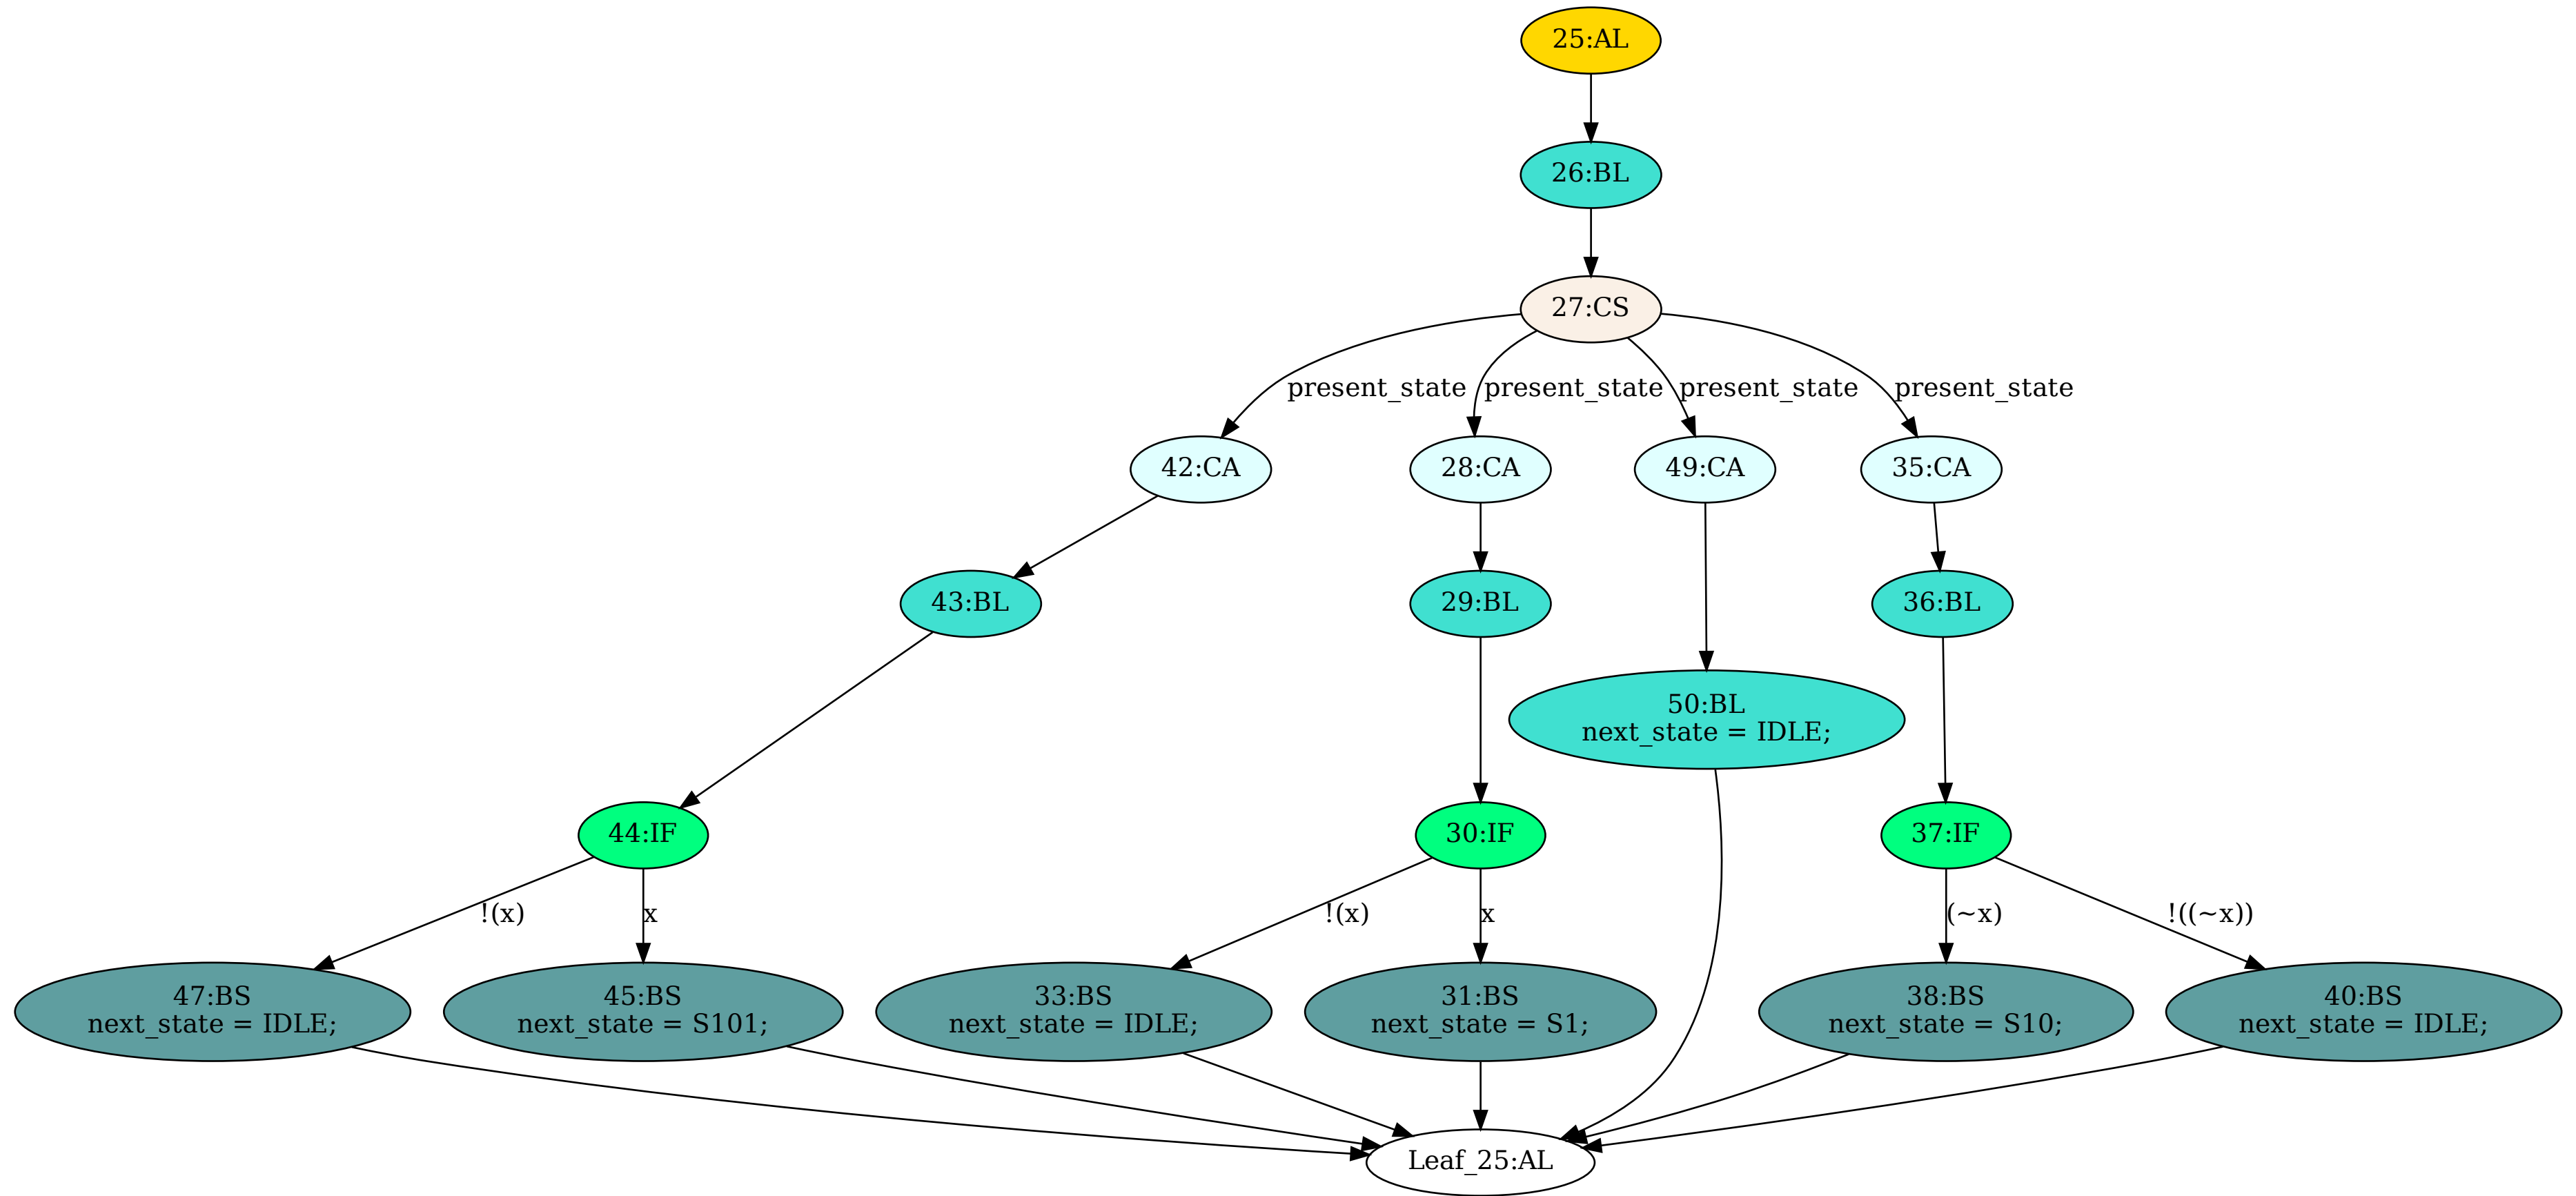 25:AL
26:BL
27:CS
present_state
present_state
present_state
present_state
42:CA
28:CA
49:CA
35:CA
43:BL
29:BL
36:BL
50:BL
next_state = IDLE;
44:IF
30:IF
37:IF
!(x)
x
!(x)
x
(~x)
!((~x))
47:BS
next_state = IDLE;
45:BS
next_state = S101;
33:BS
next_state = IDLE;
31:BS
next_state = S1;
38:BS
next_state = S10;
40:BS
next_state = IDLE;
Leaf_25:AL